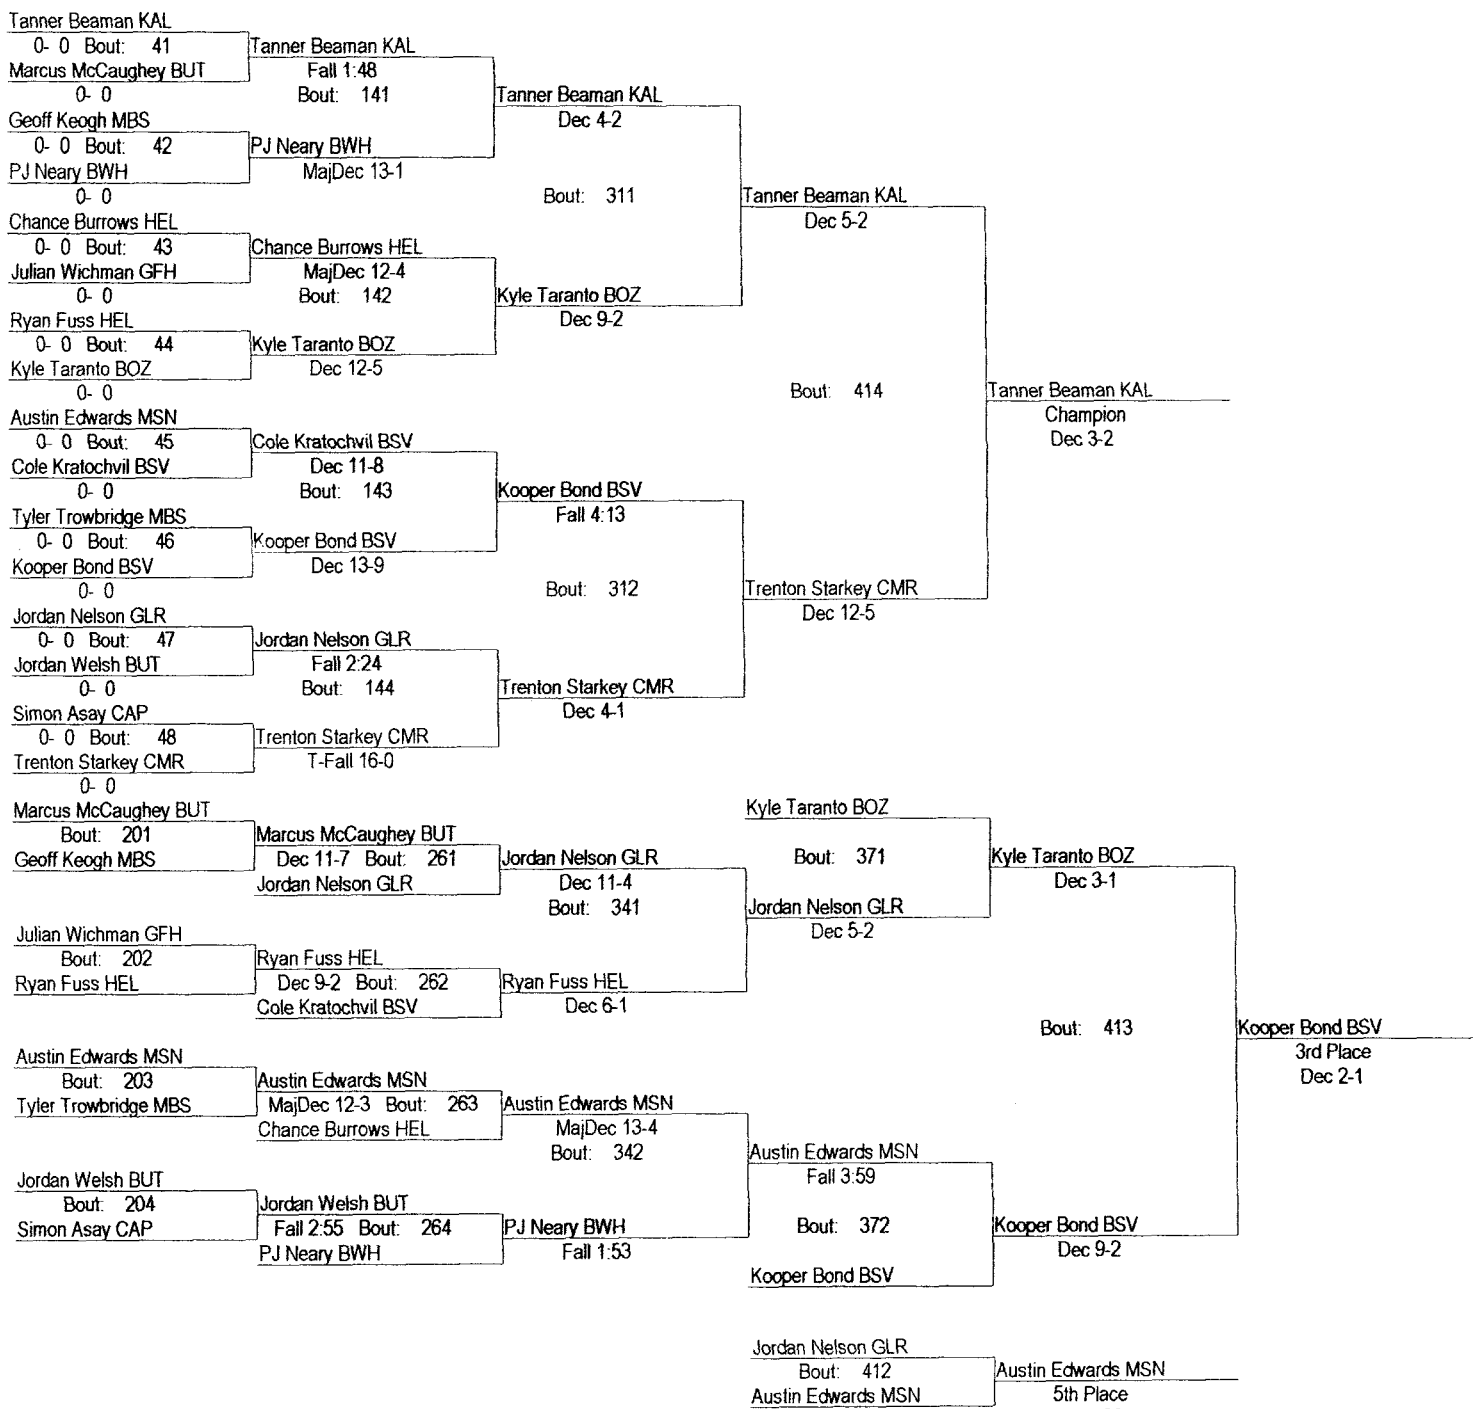 Tanner Beaman KAL
0- 0 Bout: 41
Marcus McCaughey BUT
0- 0
Geoff Keogh MBS
0- 0 Bout: 42
PJ Neary BWH
0- 0
Chance Burrows HEL
0- 0 Bout: 43
Julian Wichman GFH
0- 0
Ryan Fuss HEL
0- 0 Bout: 44
Kyle Taranto BOZ
0- 0
Austin Edwards MSN
0- 0 Bout: 45
Cole Kratochvil BSV
0- 0
Tyler Trowbridge MBS
0- 0 Bout: 46
Kooper Bond BSV
0- 0
Jordan Nelson GLR
0- 0 Bout: 47
Jordan Welsh BUT
0- 0
Simon Asay CAP
0- 0 Bout: 48
Trenton Starkey CMR
0- 0
Tanner Beaman KAL
Fall 1:48
Bout: 141
PJ Neary BWH
MajDec 13-1
Chance Burrows HEL
MajDec 12-4
Bout: 142
Kyle Taranto BOZ
Dec 12-5
Cole Kratochvil BSV
Dec 11-8
Bout: 143
Kooper Bond BSV
Dec 13-9
Jordan Nelson GLR
Fall 2:24
Bout: 144
Trenton Starkey CMR
T-Fall 16-0
Tanner Beaman KAL
Dec 4-2
Bout: 311
Kyle Taranto BOZ
Dec 9-2
Kooper Bond BSV
Fall 4:13
Bout: 312
Trenton Starkey CMR
Dec 4-1
Tanner Beaman KAL
Dec 5-2
Bout: 414
Trenton Starkey CMR
Dec 12-5
Tanner Beaman KAL
Champion
Dec 3-2
Marcus McCaughey BUT
Bout: 201
Geoff Keogh MBS
Julian Wichman GFH
Bout: 202
Ryan Fuss HEL
Austin Edwards MSN
Bout: 203
Tyler Trowbridge MBS
Jordan Welsh BUT
Bout: 204
Simon Asay CAP
Marcus McCaughey BUT
Dec 11-7 Bout: 261
Jordan Nelson GLR
Ryan Fuss HEL
Dec 9-2 Bout: 262
Cole Kratochvil BSV
Austin Edwards MSN
MajDec 12-3 Bout: 263
Chance Burrows HEL
Jordan Welsh BUT
Fall 2:55 Bout: 264
PJ Neary BWH
Jordan Nelson GLR
Dec 11-4
Bout: 341
Ryan Fuss HEL
Dec 6-1
Austin Edwards MSN
MajDec 13-4
Bout: 342
PJ Neary BWH
Fall 1:53
Kyle Taranto BOZ
Bout: 371
Jordan Nelson GLR
Dec 5-2
Austin Edwards MSN
Fall 3:59
Bout: 372
Kooper Bond BSV
Kyle Taranto BOZ
Dec 3-1
Bout: 413
Kooper Bond BSV
Dec 9-2
Kooper Bond BSV
3rd Place
Dec 2-1
Jordan Nelson GLR
Bout: 412
Austin Edwards MSN
Austin Edwards MSN
5th Place